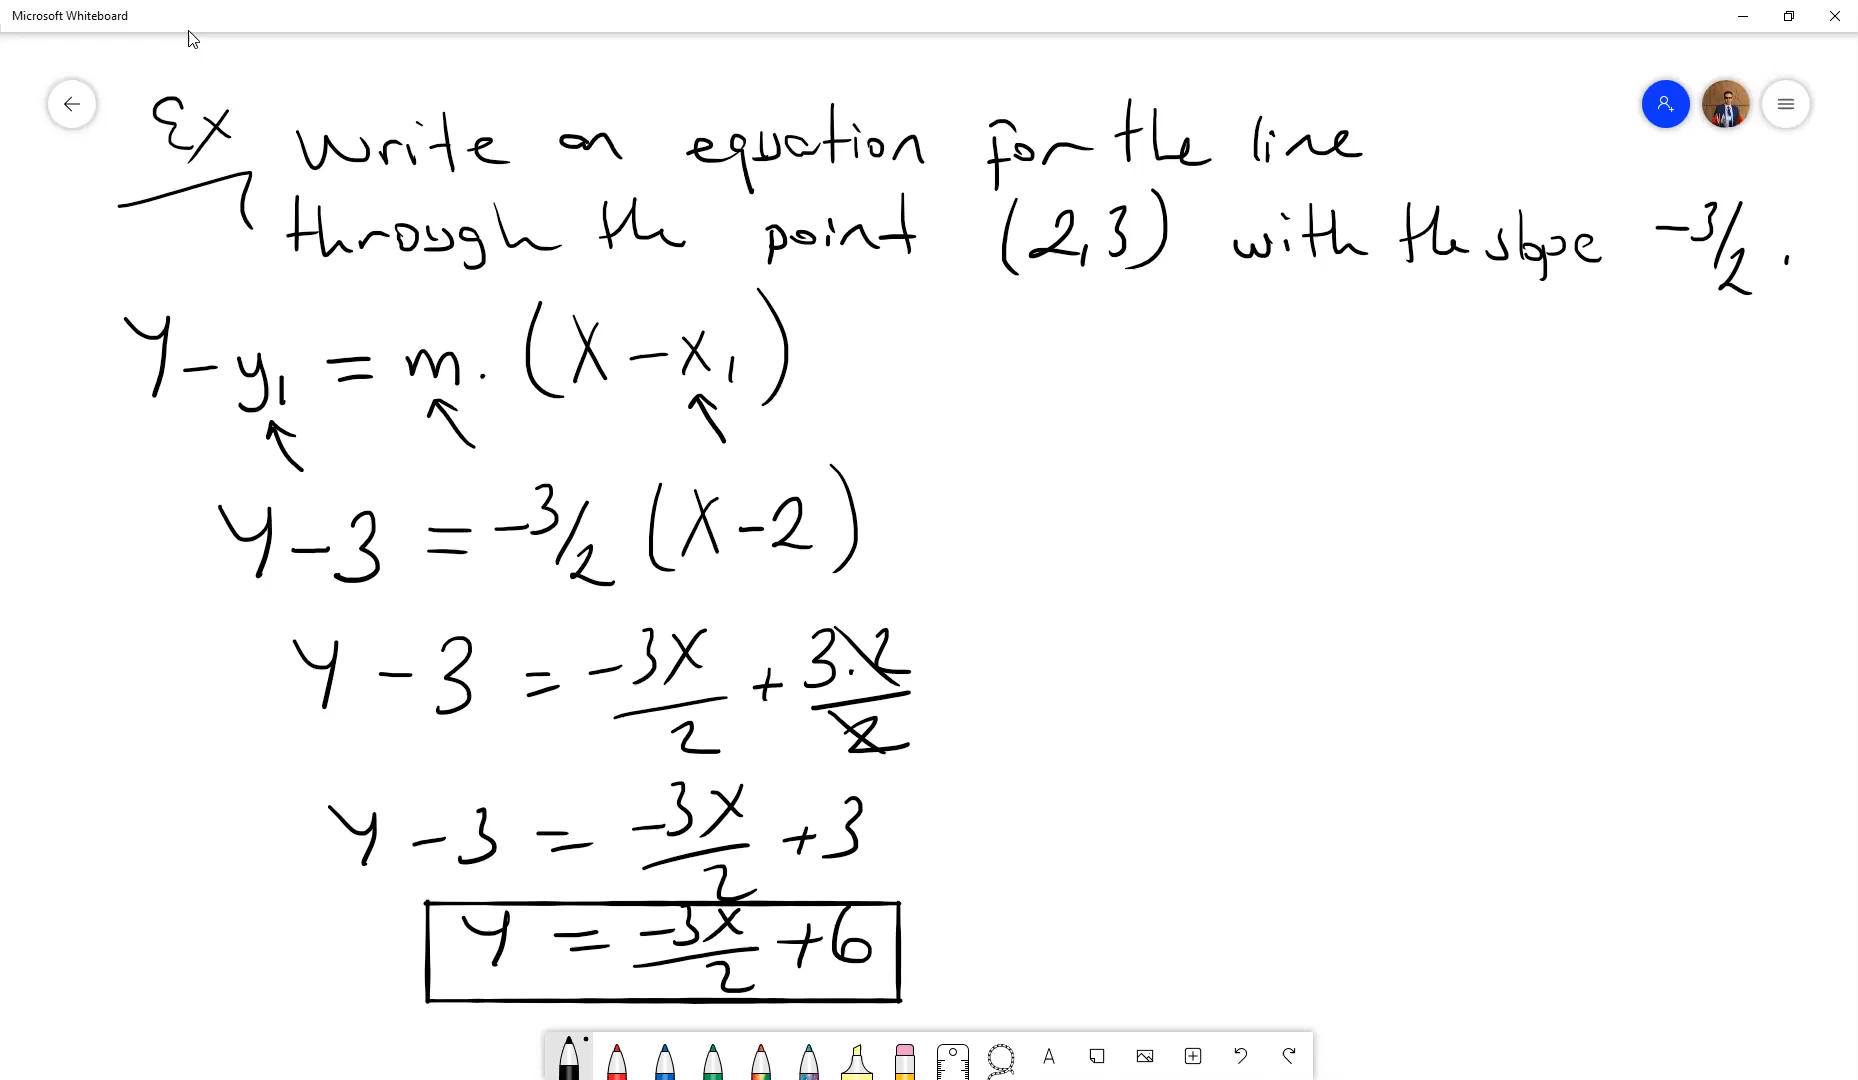 Microsoft Whiteboard
Ex Write an equation for the line
through the point (2,3) with the slope -3/2.
Y - y₁ = m. (X - x₁)
Y - 3 = -3/2 (X - 2)
Y - 3 = -3X/2 + 3.2/2
Y - 3 = -3X/2 + 3
Y = -3X/2 + 6
A